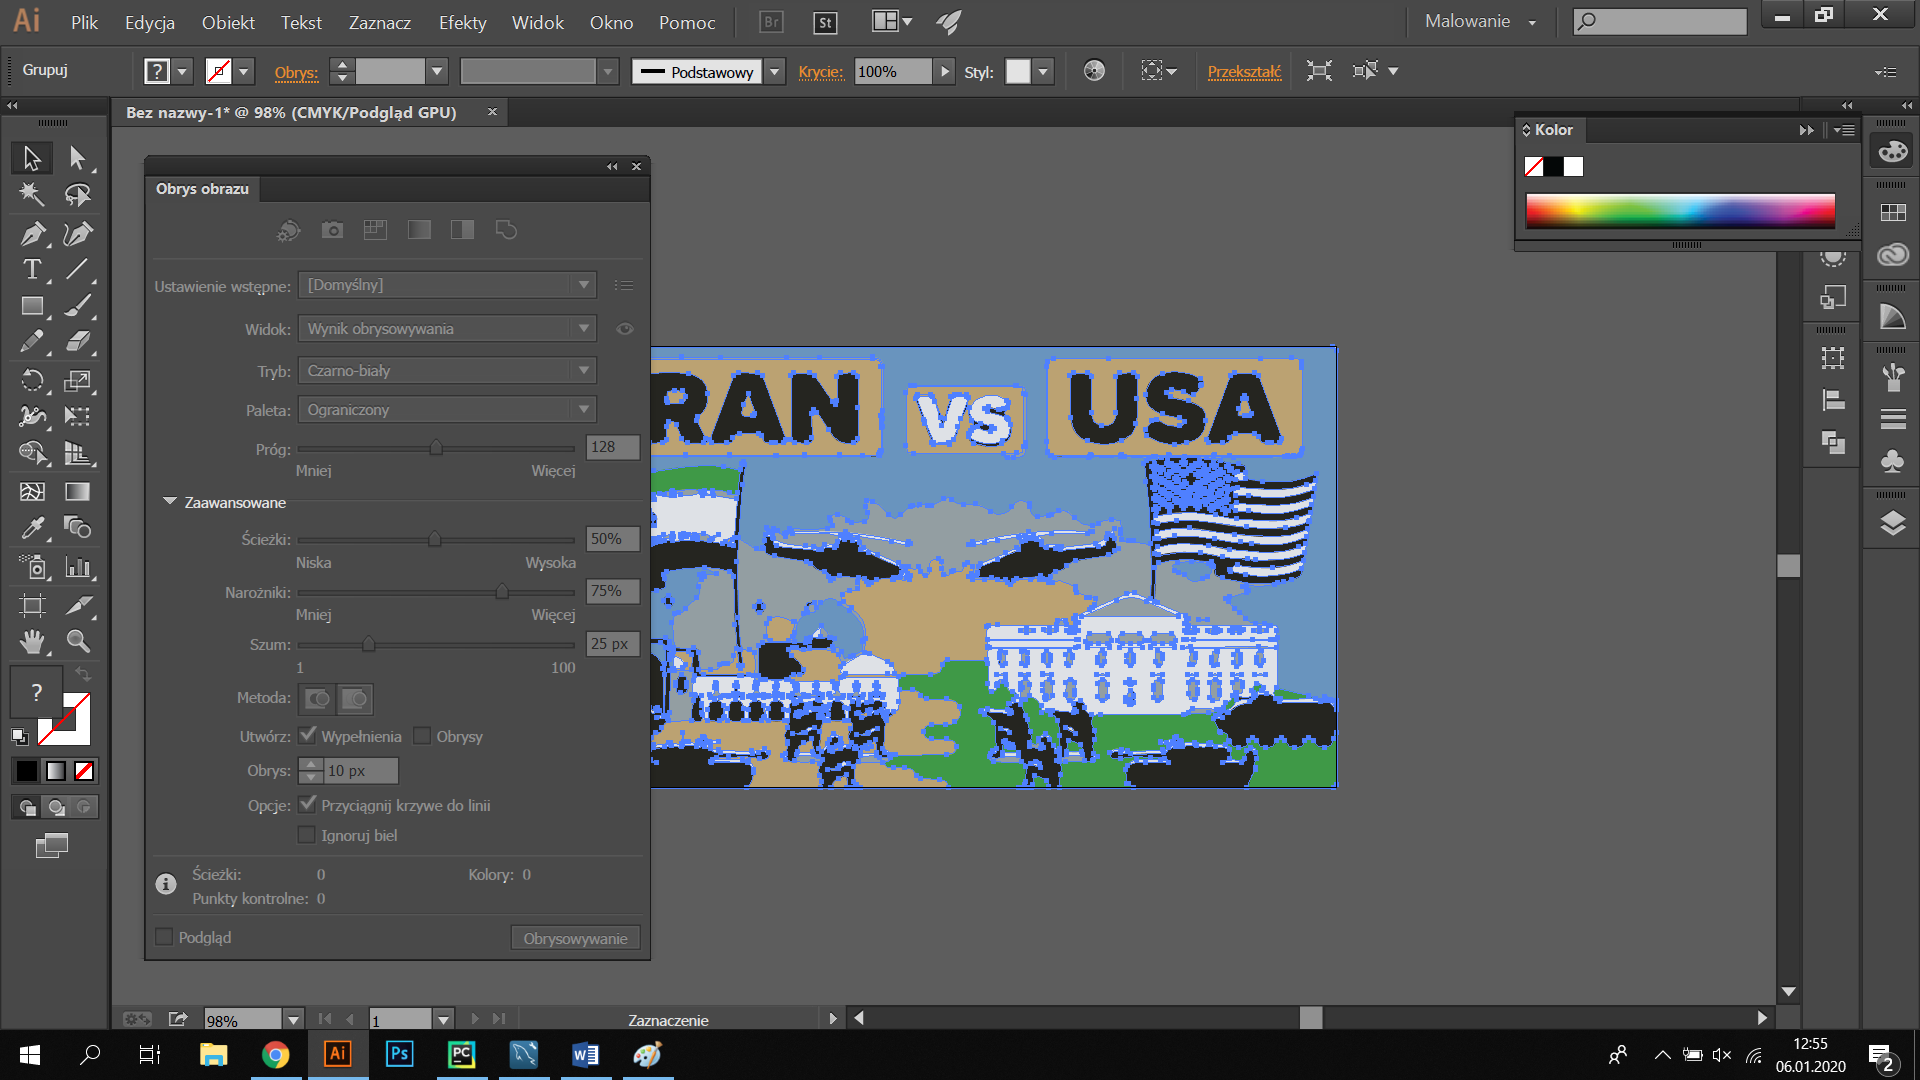 Ai Plik Edycja Obiekt Tekst Zaznacz Efekty Widok Okno Pomoc Br St Malowanie
Grupuj ? Obrys: Podstawowy Krycie: 100% Styl: Przekształć
Bez nazwy-1* @ 98% (CMYK/Podgląd GPU)
Kolor
Obrys obrazu
Ustawienie wstępne: [Domyślny]
Widok: Wynik obrysowywania
Tryb: Czarno-biały
Paleta: Ograniczony
Próg: 128
Mniej Więcej
Zaawansowane
Ścieżki: 50%
Niska Wysoka
Narożniki: 75%
Mniej Więcej
Szum: 25 px
1 100
Metoda:
Utwórz: Wypełnienia Obrysy
Obrys: 10 px
Opcje: Przyciągnij krzywe do linii
Ignoruj biel
Ścieżki: 0 Kolory: 0
Punkty kontrolne: 0
Podgląd Obrysowywanie
RAN VS USA
T
?
98% 1 Zaznaczenie
Ai Ps PC W
12:55
06.01.2020
2